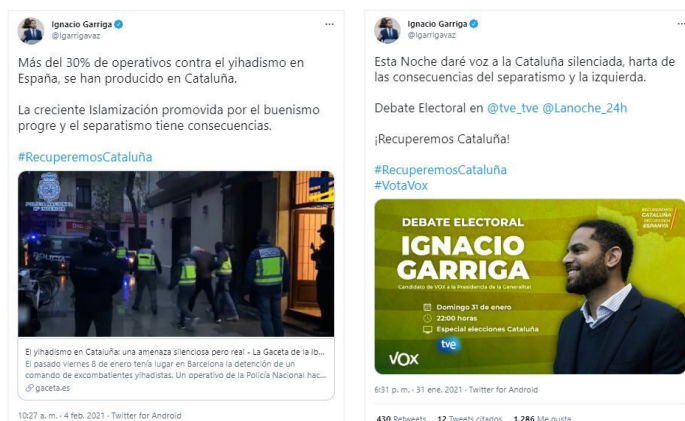 Ignacio Garriga
@Igarrigavaz
Más del 30% de operativos contra el yihadismo en
España, se han producido en Cataluña.
La creciente Islamización promovida por el buenismo
progre y el separatismo tiene consecuencias.
#RecuperemosCataluña
POLICIA NACIONAL
El yihadismo en Cataluña: una amenaza silenciosa pero real - La Gaceta de la Ib...
El pasado viernes 8 de enero tenía lugar en Barcelona la detención de un
comando de excombatientes yihadistas. Un operativo de la Policía Nacional hac...
gaceta.es
10:27 a. m. · 4 feb. 2021 · Twitter for Android
Ignacio Garriga
@Igarrigavaz
Esta Noche daré voz a la Cataluña silenciada, harta de
las consecuencias del separatismo y la izquierda.
Debate Electoral en @tve_tve @Lanoche_24h
¡Recuperemos Cataluña!
#RecuperemosCataluña
#VotaVox
RECUPEREMOS
CATALUÑA
RECUPEREM
ESPANYA
DEBATE ELECTORAL
IGNACIO
GARRIGA
Candidato de VOX a la Presidencia de la Generalitat
Domingo 31 de enero
22:00 horas
Especial elecciones Cataluña
tve
VOX
6:31 p. m. · 31 ene. 2021 · Twitter for Android
430 Retweets 12 Tweets citados 1.286 Me gusta